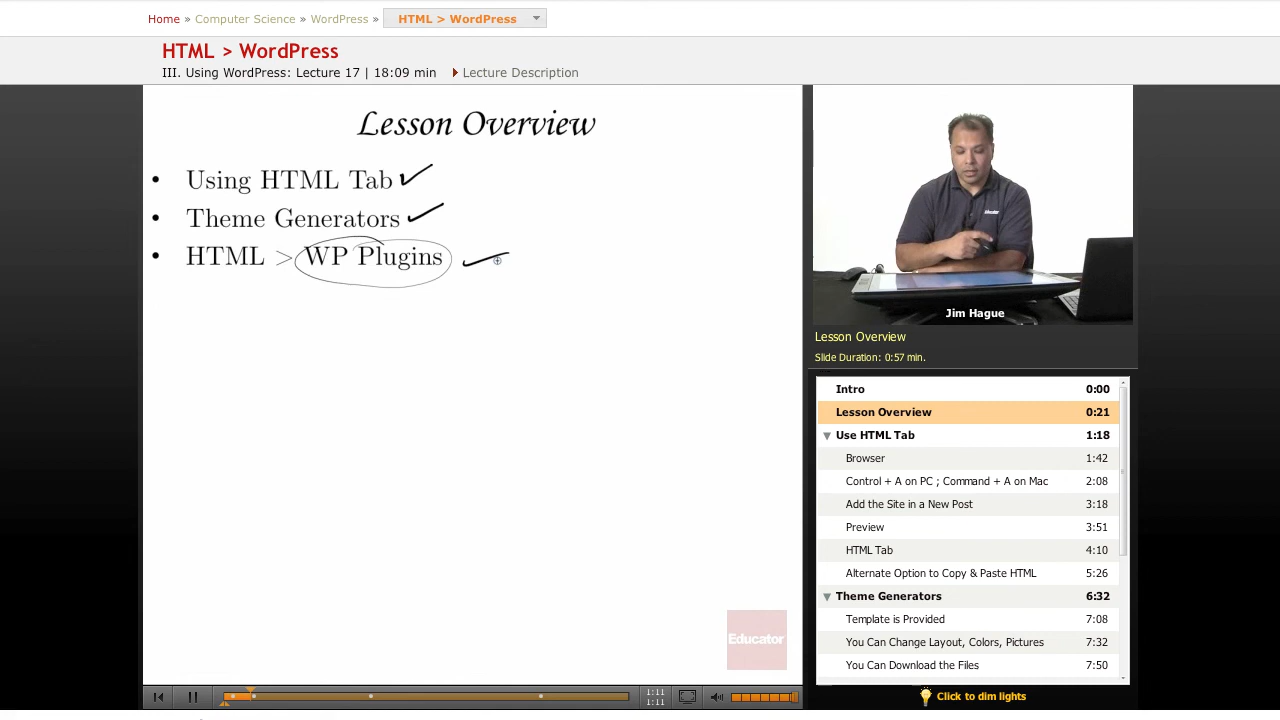 Home » Computer Science » WordPress » HTML > WordPress
HTML > WordPress
III. Using WordPress: Lecture 17 | 18:09 min Lecture Description
Lesson Overview
• Using HTML Tab
• Theme Generators
• HTML > WP Plugins
Educator
1:11
1:11
Jim Hague
Lesson Overview
Slide Duration: 0:57 min.
Intro 0:00
Lesson Overview 0:21
Use HTML Tab 1:18
Browser 1:42
Control + A on PC ; Command + A on Mac 2:08
Add the Site in a New Post 3:18
Preview 3:51
HTML Tab 4:10
Alternate Option to Copy & Paste HTML 5:26
Theme Generators 6:32
Template is Provided 7:08
You Can Change Layout, Colors, Pictures 7:32
You Can Download the Files 7:50
Click to dim lights